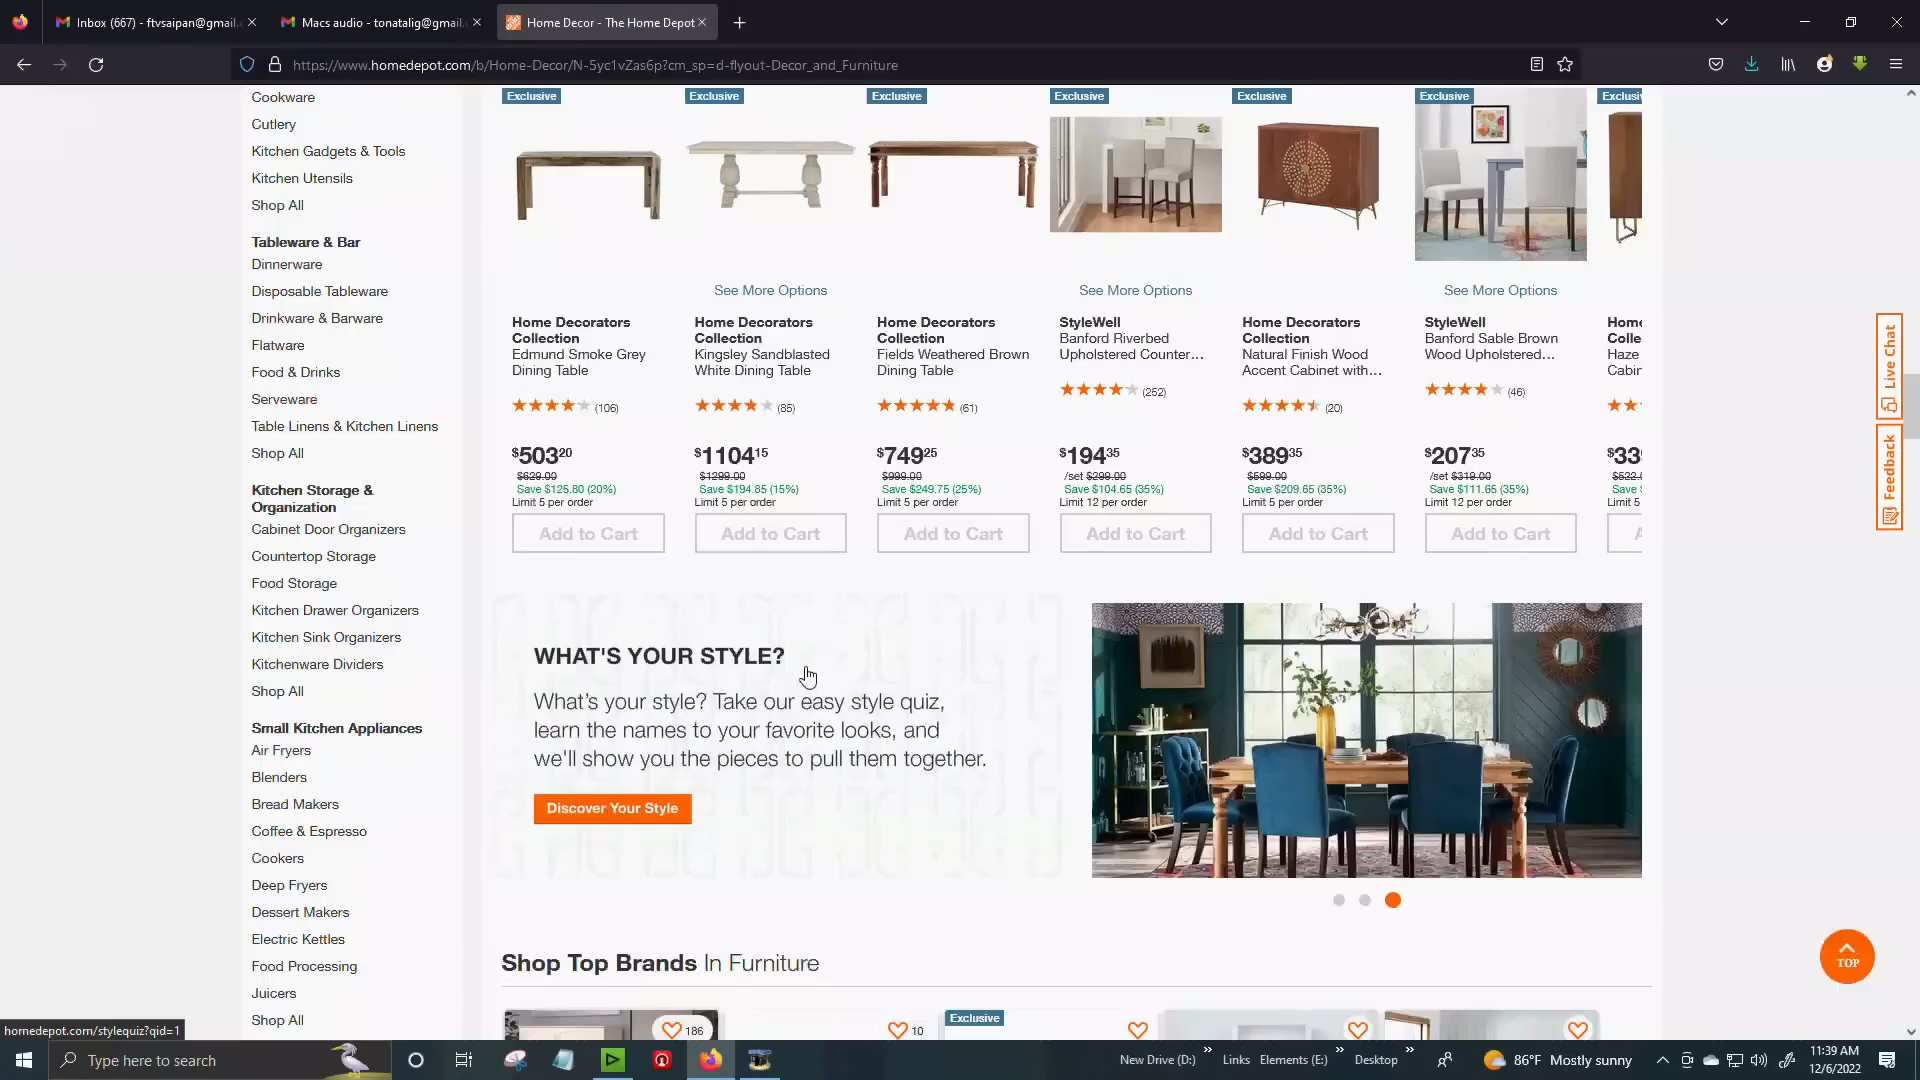 Inbox (667) - ftvsaipan@gmail.c
Macs audio - tonatalig@gmail.
Home Decor - The Home Depot
https://www.homedepot.com/b/Home-Decor/N-5yc1vZas6p?cm_sp=d-flyout-Decor_and_Furniture
Cookware
Cutlery
Kitchen Gadgets & Tools
Kitchen Utensils
Shop All
Tableware & Bar
Dinnerware
Disposable Tableware
Drinkware & Barware
Flatware
Food & Drinks
Serveware
Table Linens & Kitchen Linens
Shop All
Kitchen Storage &
Organization
Cabinet Door Organizers
Countertop Storage
Food Storage
Kitchen Drawer Organizers
Kitchen Sink Organizers
Kitchenware Dividers
Shop All
Small Kitchen Appliances
Air Fryers
Blenders
Bread Makers
Coffee & Espresso
Cookers
Deep Fryers
Dessert Makers
Electric Kettles
Food Processing
Juicers
Shop All
Exclusive
Home Decorators
Collection
Edmund Smoke Grey
Dining Table
(106)
$503 20
$629.00
Save $125.80 (20%)
Limit 5 per order
Add to Cart
Exclusive
See More Options
Home Decorators
Collection
Kingsley Sandblasted
White Dining Table
(85)
$1104 15
$1299.00
Save $194.85 (15%)
Limit 5 per order
Add to Cart
Exclusive
Home Decorators
Collection
Fields Weathered Brown
Dining Table
(61)
$749 25
$999.00
Save $249.75 (25%)
Limit 5 per order
Add to Cart
Exclusive
See More Options
StyleWell
Banford Riverbed
Upholstered Counter...
(252)
$194 35
/set $299.00
Save $104.65 (35%)
Limit 12 per order
Add to Cart
Exclusive
Home Decorators
Collection
Natural Finish Wood
Accent Cabinet with...
(20)
$389 35
$599.00
Save $209.65 (35%)
Limit 5 per order
Add to Cart
Exclusive
See More Options
StyleWell
Banford Sable Brown
Wood Upholstered...
(46)
$207 35
/set $319.00
Save $111.65 (35%)
Limit 12 per order
Add to Cart
Exclusiv
Home
Colle
Haze
Cabin
$33
$522.
Save
Limit 5
A
WHAT'S YOUR STYLE?
What's your style? Take our easy style quiz,
learn the names to your favorite looks, and
we'll show you the pieces to pull them together.
Discover Your Style
Shop Top Brands In Furniture
186
10
Exclusive
Live Chat
Feedback
TOP
homedepot.com/stylequiz?qid=1
Type here to search
New Drive (D:)
Links
Elements (E:)
Desktop
86°F Mostly sunny
11:39 AM
12/6/2022